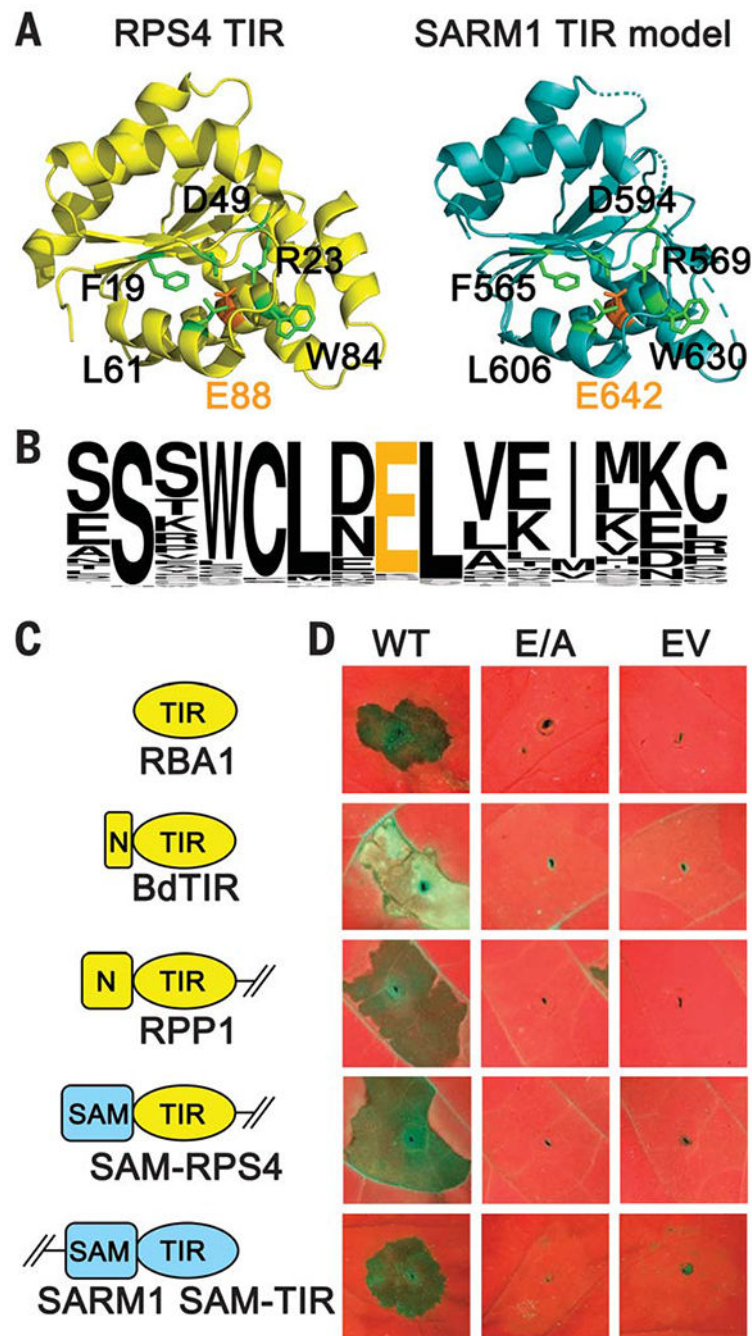 A
RPS4 TIR
SARM1 TIR model
D49
F19
R23
L61
W84
E88
D594
F565
R569
L606
W630
E642
B
SSSWCLDELVEIMKC
C
TIR
RBA1
N TIR
BdTIR
N TIR
RPP1
SAM TIR
SAM-RPS4
SAM TIR
SARM1 SAM-TIR
D
WT E/A EV